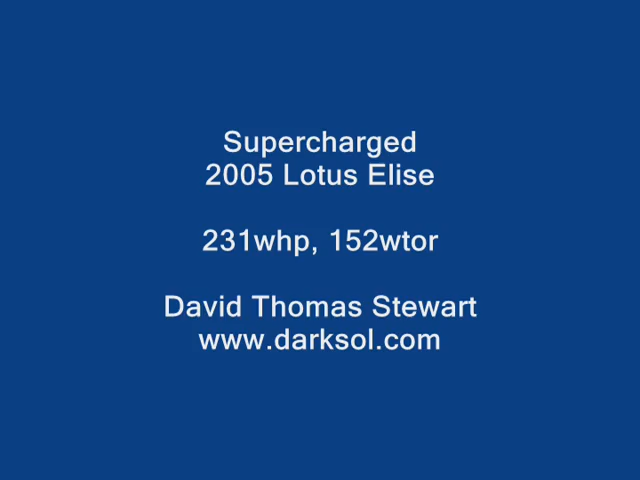 Supercharged
2005 Lotus Elise
231whp, 152wtor
David Thomas Stewart
www.darksol.com